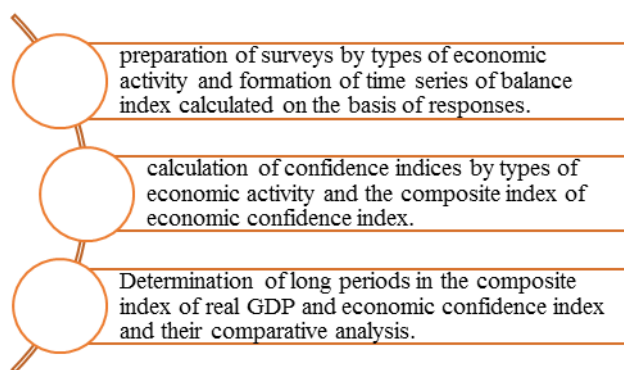 preparation of surveys by types of economic
activity and formation of time series of balance
index calculated on the basis of responses.
calculation of confidence indices by types of
economic activity and the composite index of
economic confidence index.
Determination of long periods in the composite
index of real GDP and economic confidence index
and their comparative analysis.